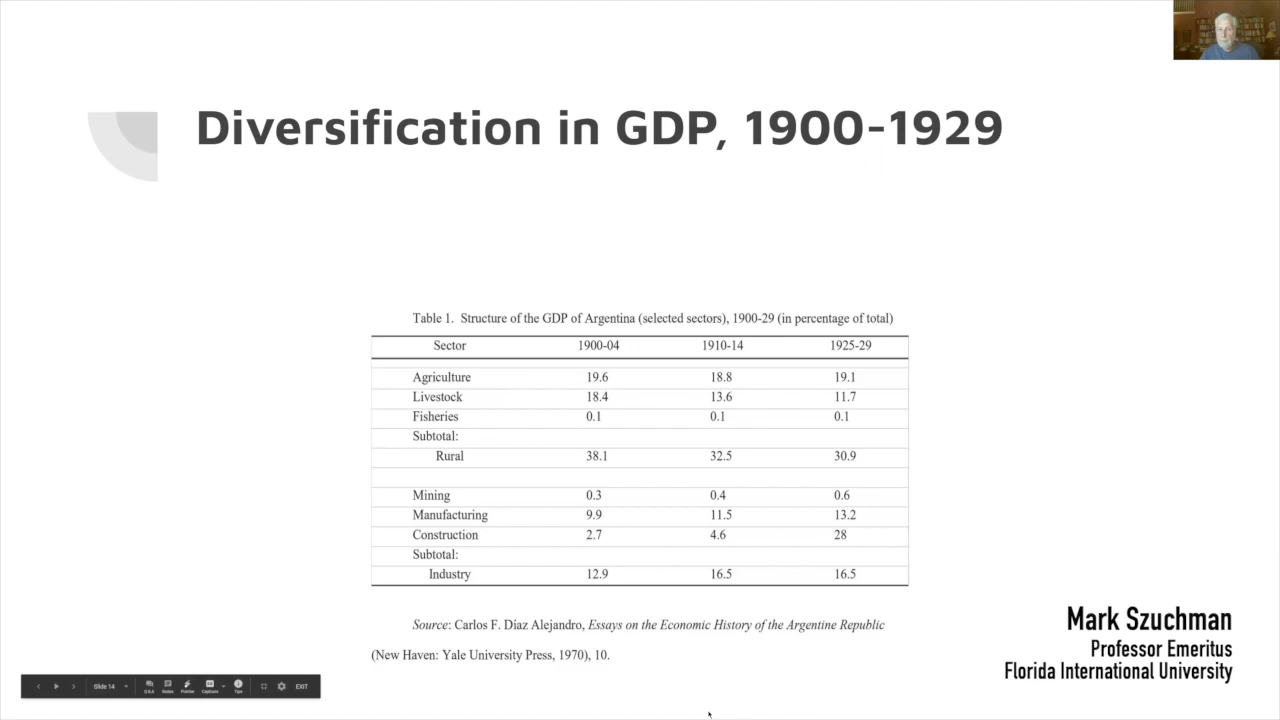 Diversification in GDP, 1900-1929
Table 1. Structure of the GDP of Argentina (selected sectors), 1900-29 (in percentage of total)
Sector 1900-04 1910-14 1925-29
Agriculture 19.6 18.8 19.1
Livestock 18.4 13.6 11.7
Fisheries 0.1 0.1 0.1
Subtotal:
Rural 38.1 32.5 30.9
Mining 0.3 0.4 0.6
Manufacturing 9.9 11.5 13.2
Construction 2.7 4.6 28
Subtotal:
Industry 12.9 16.5 16.5
Source: Carlos F. Díaz Alejandro, Essays on the Economic History of the Argentine Republic
(New Haven: Yale University Press, 1970), 10.
Mark Szuchman
Professor Emeritus
Florida International University
Slide 14 Q&A Notes Pointer Captions Tips EXIT